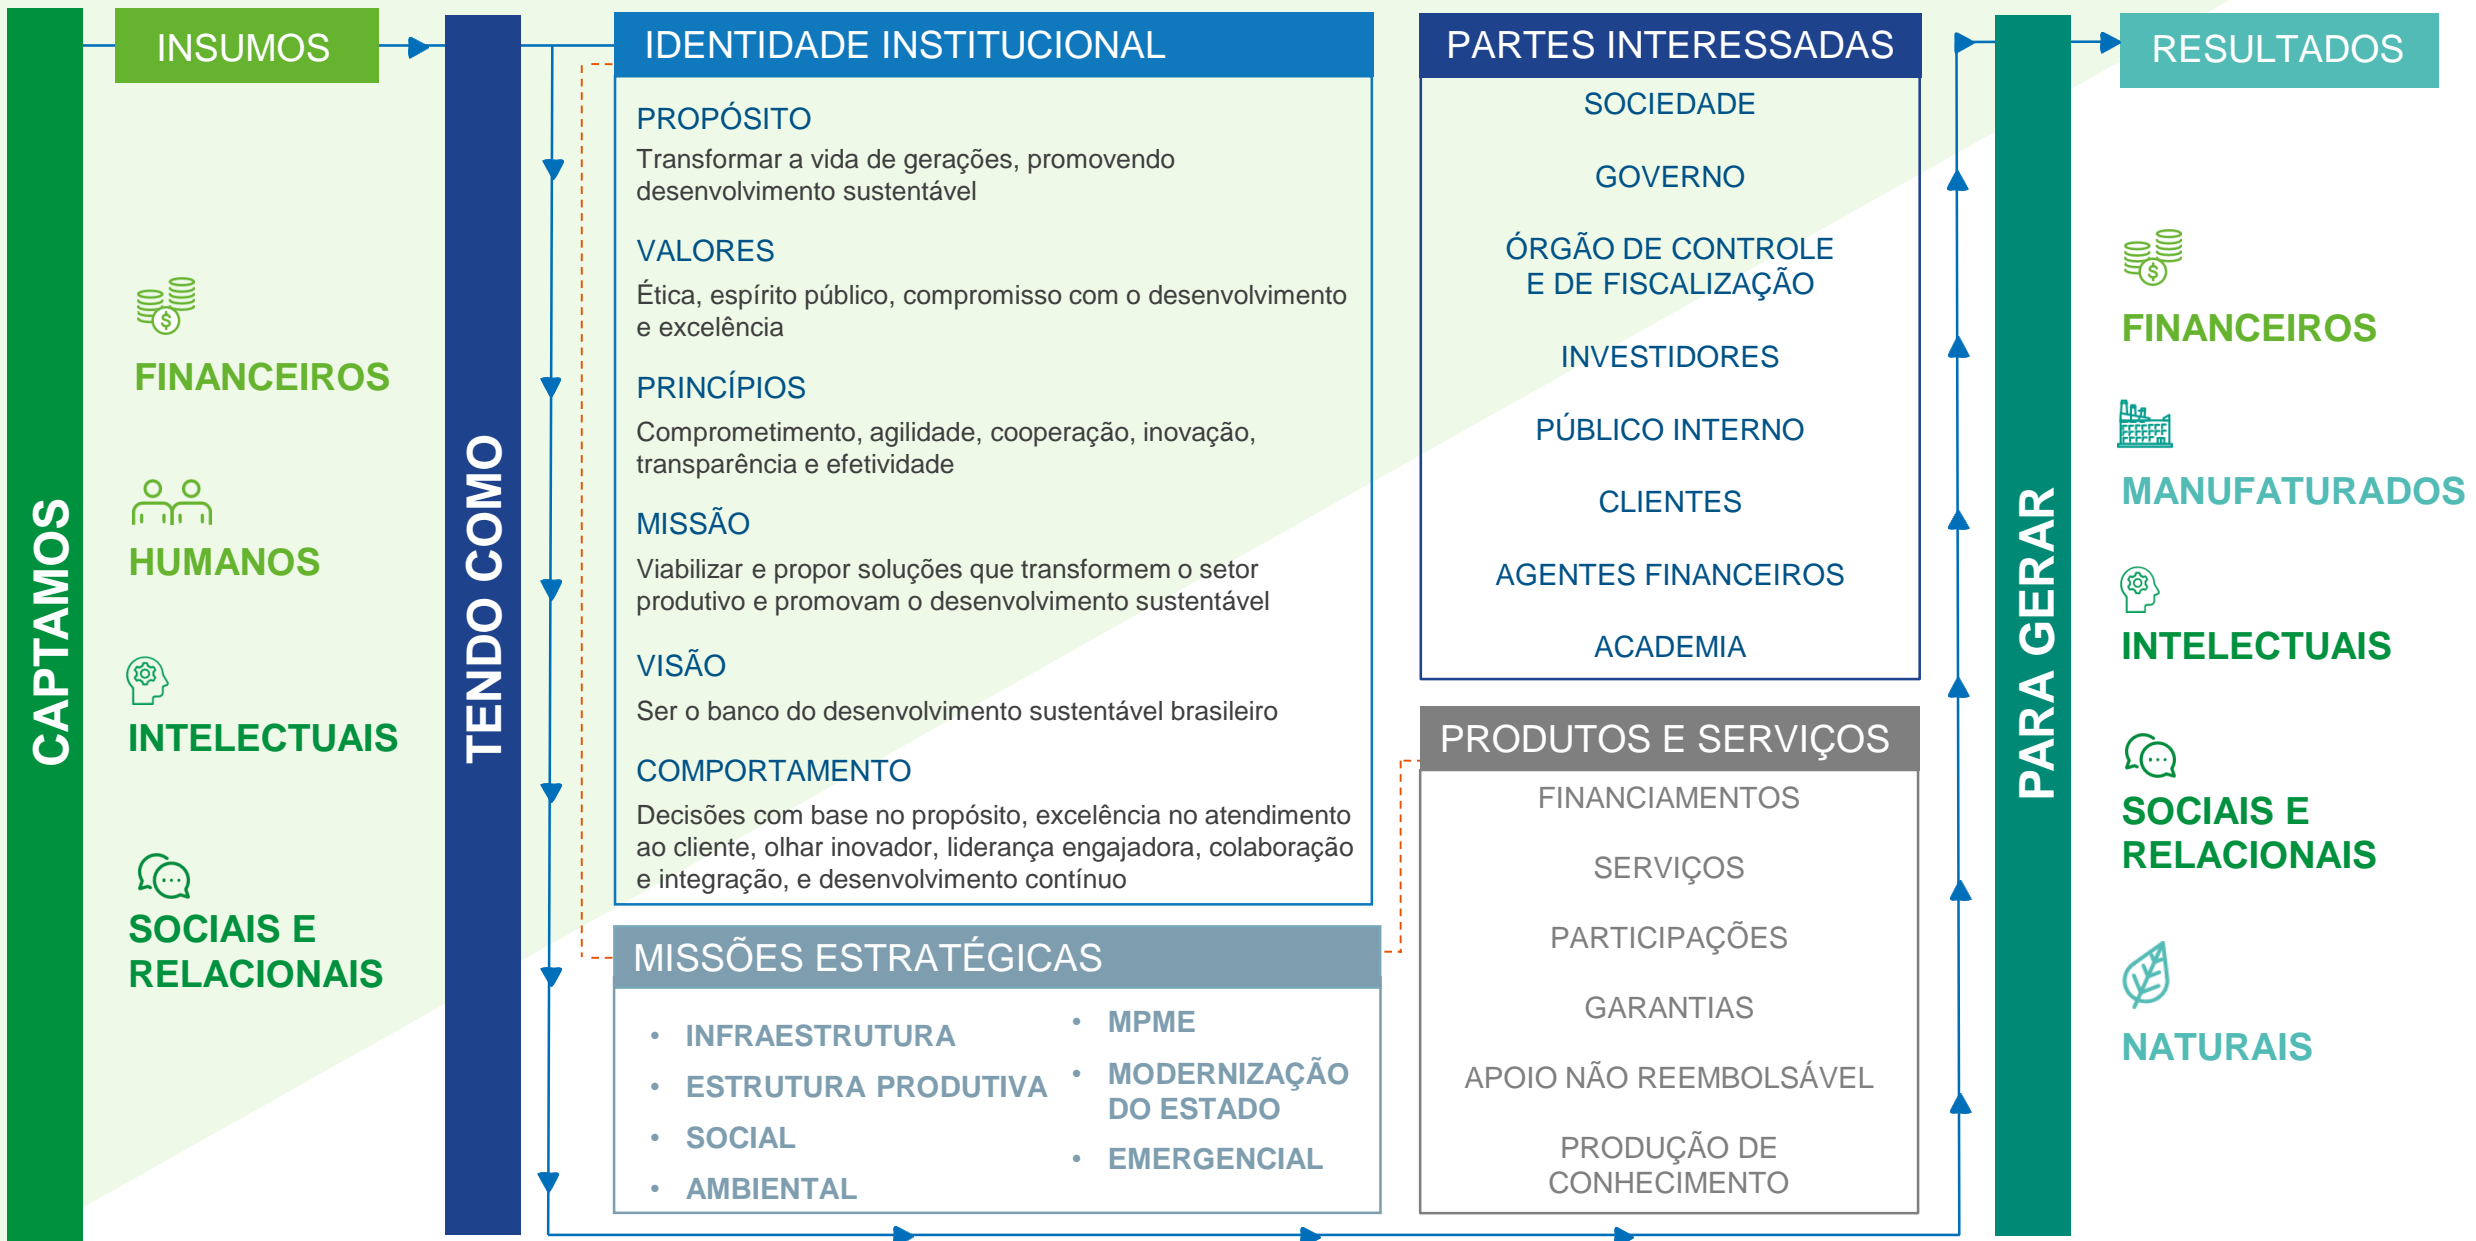 CAPTAMOS
INSUMOS
FINANCEIROS
HUMANOS
INTELECTUAIS
SOCIAIS E
RELACIONAIS
TENDO COMO
IDENTIDADE INSTITUCIONAL
PROPÓSITO
Transformar a vida de gerações, promovendo
desenvolvimento sustentável
VALORES
Ética, espírito público, compromisso com o desenvolvimento
e excelência
PRINCÍPIOS
Comprometimento, agilidade, cooperação, inovação,
transparência e efetividade
MISSÃO
Viabilizar e propor soluções que transformem o setor
produtivo e promovam o desenvolvimento sustentável
VISÃO
Ser o banco do desenvolvimento sustentável brasileiro
COMPORTAMENTO
Decisões com base no propósito, excelência no atendimento
ao cliente, olhar inovador, liderança engajadora, colaboração
e integração, e desenvolvimento contínuo
MISSÕES ESTRATÉGICAS
• INFRAESTRUTURA
• ESTRUTURA PRODUTIVA
• SOCIAL
• AMBIENTAL
• MPME
• MODERNIZAÇÃO
DO ESTADO
• EMERGENCIAL
PARTES INTERESSADAS
SOCIEDADE
GOVERNO
ÓRGÃO DE CONTROLE
E DE FISCALIZAÇÃO
INVESTIDORES
PÚBLICO INTERNO
CLIENTES
AGENTES FINANCEIROS
ACADEMIA
PRODUTOS E SERVIÇOS
FINANCIAMENTOS
SERVIÇOS
PARTICIPAÇÕES
GARANTIAS
APOIO NÃO REEMBOLSÁVEL
PRODUÇÃO DE
CONHECIMENTO
PARA GERAR
RESULTADOS
FINANCEIROS
MANUFATURADOS
INTELECTUAIS
SOCIAIS E
RELACIONAIS
NATURAIS